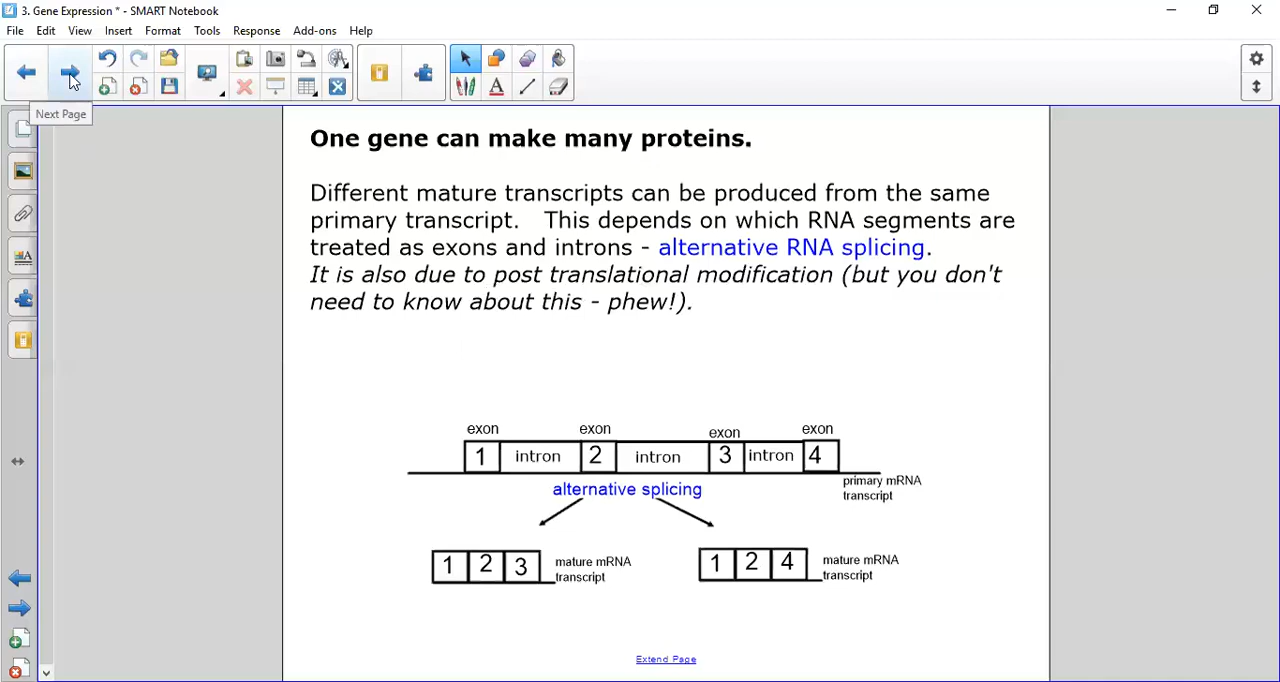 3. Gene Expression * - SMART Notebook
File Edit View Insert Format Tools Response Add-ons Help
Next Page
One gene can make many proteins.
Different mature transcripts can be produced from the same
primary transcript. This depends on which RNA segments are
treated as exons and introns - alternative RNA splicing.
It is also due to post translational modification (but you don't
need to know about this - phew!).
exon exon exon exon
1 intron 2 intron 3 intron 4
primary mRNA
transcript
alternative splicing
1 2 3
mature mRNA
transcript
1 2 4
mature mRNA
transcript
Extend Page